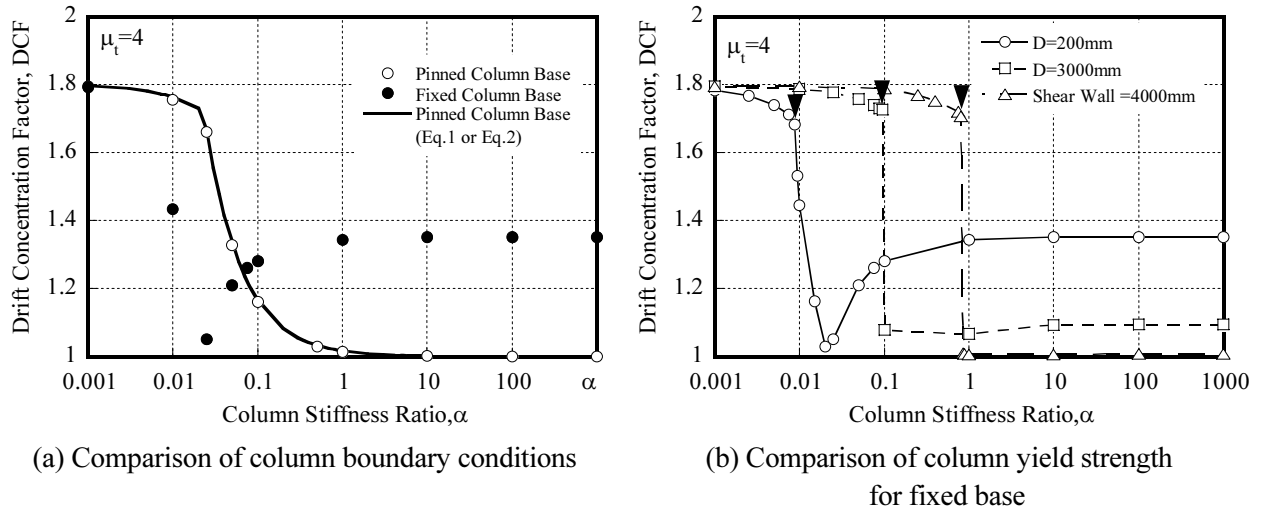 2
1.8
1.6
1.4
1.2
1
Drift Concentration Factor, DCF
μt=4
Pinned Column Base
Fixed Column Base
Pinned Column Base
(Eq.1 or Eq.2)
0.001 0.01 0.1 1 10 100 α
Column Stiffness Ratio,α
(a) Comparison of column boundary conditions
2
1.8
1.6
1.4
1.2
1
Drift Concentration Factor, DCF
μt=4
D=200mm
D=3000mm
Shear Wall =4000mm
0.001 0.01 0.1 1 10 100 1000
Column Stiffness Ratio,α
(b) Comparison of column yield strength
for fixed base